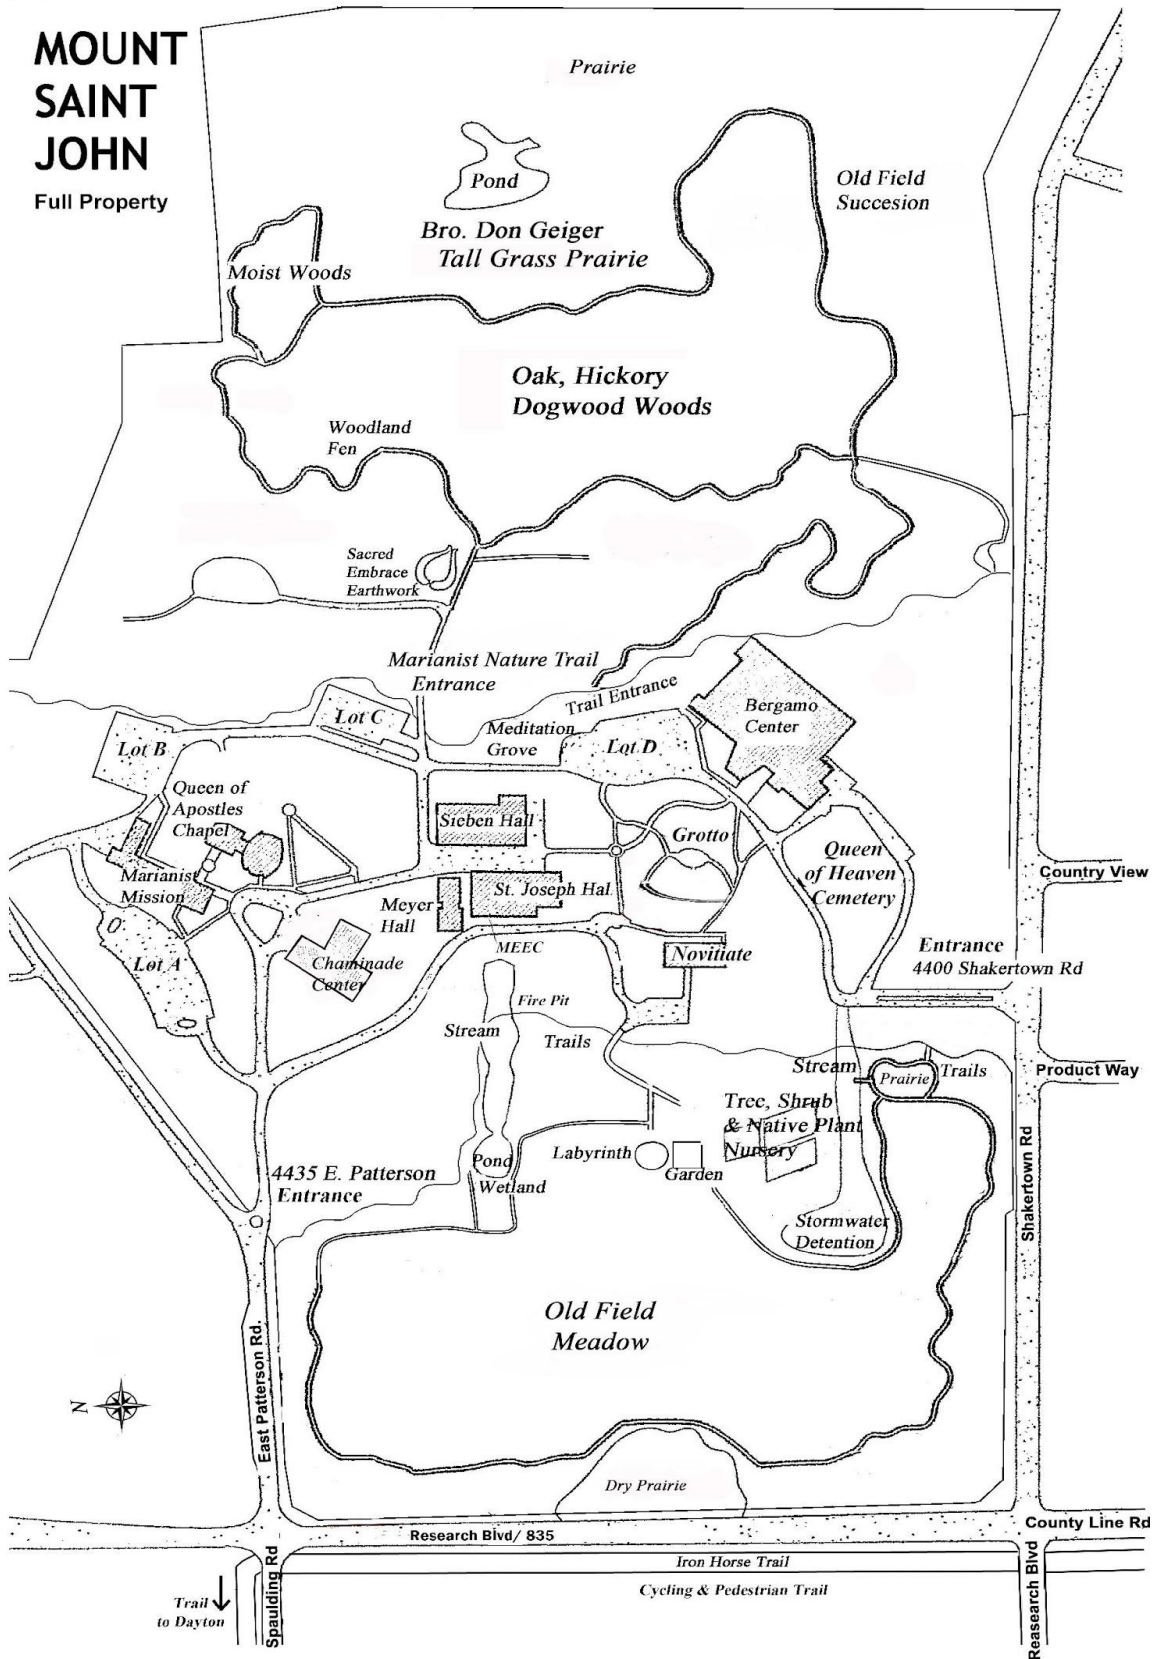 MOUNT
SAINT
JOHN
Full Property
Prairie
Pond
Old Field
Succesion
Bro. Don Geiger
Tall Grass Prairie
Moist Woods
Oak, Hickory
Dogwood Woods
Woodland
Fen
Sacred
Embrace
Earthwork
Marianist Nature Trail
Entrance
Trail Entrance
Bergamo
Center
Lot C
Meditation
Grove
Lot D
Lot B
Queen of
Apostles
Chapel
Sieben Hall
Grotto
Queen
of Heaven
Cemetery
Country View
Marianist
Mission
Meyer
Hall
St. Joseph Hal
MEEC
Novitiate
Entrance
4400 Shakertown Rd
Lot A
Chaminade
Center
Fire Pit
Stream
Trails
Stream
Prairie
Trails
Product Way
Tree, Shrub
& Native Plant
Nursery
Labyrinth
Garden
Pond
Wetland
4435 E. Patterson
Entrance
Stormwater
Detention
Shakertown Rd
Old Field
Meadow
East Patterson Rd.
N
Dry Prairie
County Line Rd
Research Blvd/ 835
Iron Horse Trail
Cycling & Pedestrian Trail
Trail
to Dayton
Spaulding Rd
Reasearch Blvd